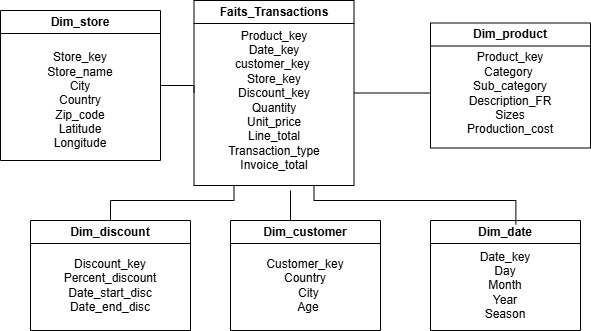 Dim_store
Store_key
Store_name
City
Country
Zip_code
Latitude
Longitude
Faits_Transactions
Product_key
Date_key
customer_key
Store_key
Discount_key
Quantity
Unit_price
Line_total
Transaction_type
Invoice_total
Dim_product
Product_key
Category
Sub_category
Description_FR
Sizes
Production_cost
Dim_discount
Discount_key
Percent_discount
Date_start_disc
Date_end_disc
Dim_customer
Customer_key
Country
City
Age
Dim_date
Date_key
Day
Month
Year
Season